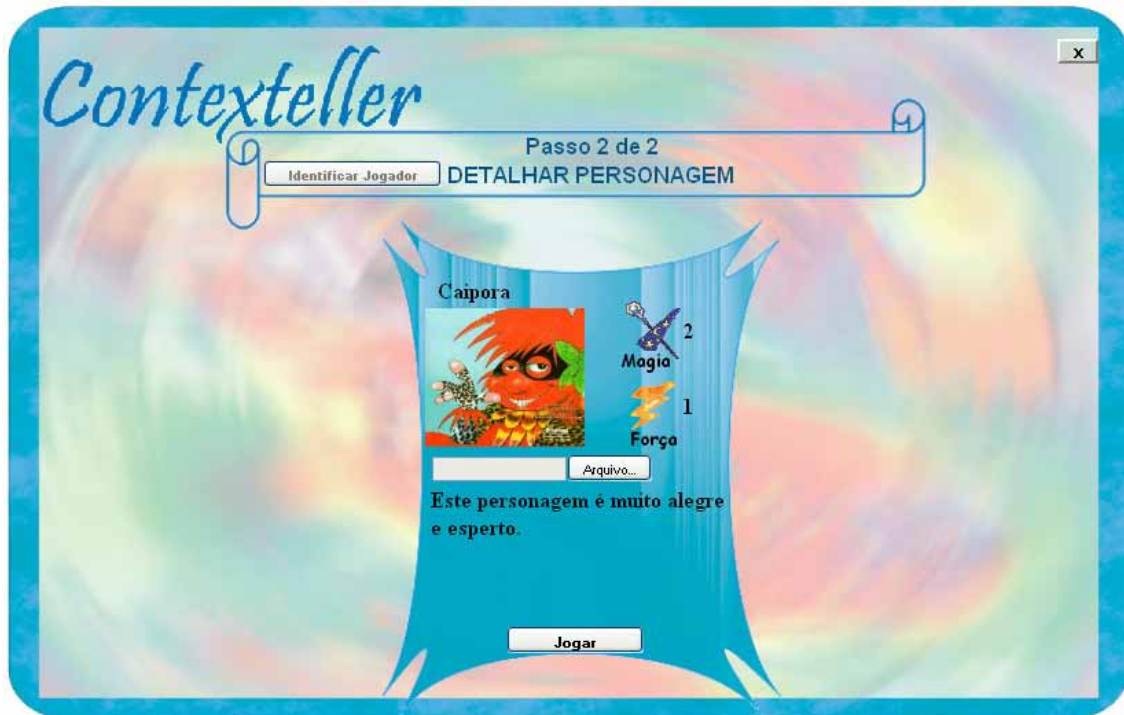 Contexteller
x
Passo 2 de 2
Identificar Jogador
DETALHAR PERSONAGEM
Caipora
2
Magia
1
Força
Arquivo...
Este personagem é muito alegre
e esperto.
Jogar